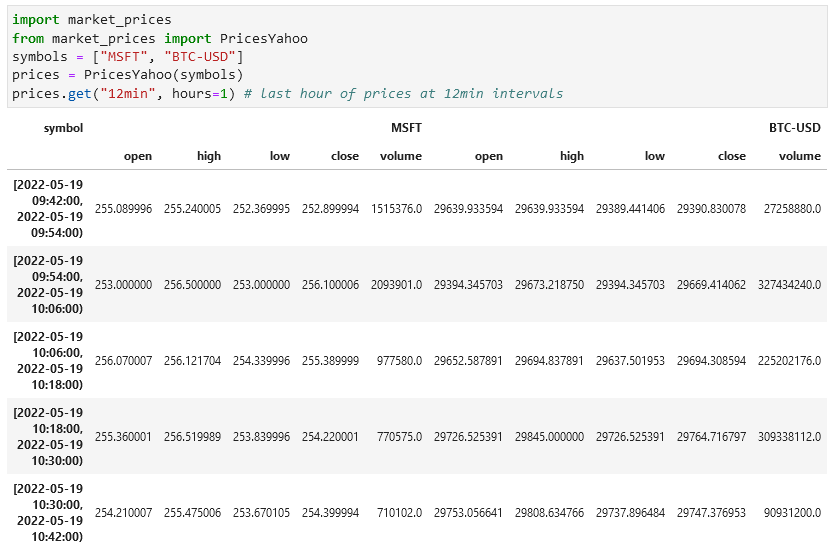 import market_prices
from market_prices import PricesYahoo
symbols = ["MSFT", "BTC-USD"]
prices = PricesYahoo(symbols)
prices.get("12min", hours=1) # last hour of prices at 12min intervals
symbol MSFT BTC-USD
open high low close volume open high low close volume
[2022-05-19
09:42:00,
2022-05-19
09:54:00)
255.089996 255.240005 252.369995 252.899994 1515376.0 29639.933594 29639.933594 29389.441406 29390.830078 27258880.0
[2022-05-19
09:54:00,
2022-05-19
10:06:00)
253.000000 256.500000 253.000000 256.100006 2093901.0 29394.345703 29673.218750 29394.345703 29669.414062 327434240.0
[2022-05-19
10:06:00,
2022-05-19
10:18:00)
256.070007 256.121704 254.339996 255.389999 977580.0 29652.587891 29694.837891 29637.501953 29694.308594 225202176.0
[2022-05-19
10:18:00,
2022-05-19
10:30:00)
255.360001 256.519989 253.839996 254.220001 770575.0 29726.525391 29845.000000 29726.525391 29764.716797 309338112.0
[2022-05-19
10:30:00,
2022-05-19
10:42:00)
254.210007 255.475006 253.670105 254.399994 710102.0 29753.056641 29808.634766 29737.896484 29747.376953 90931200.0